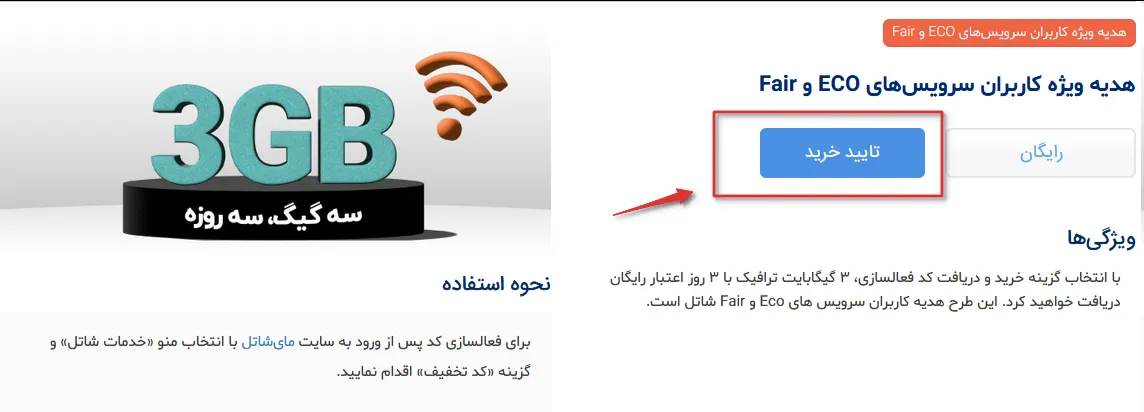 هدیه ویژه کاربران سرویس‌های ECO و Fair
هدیه ویژه کاربران سرویس‌های ECO و Fair
رایگان
تایید خرید
ویژگی‌ها
با انتخاب گزینه خرید و دریافت کد فعالسازی، ۳ گیگابایت ترافیک با ۳ روز اعتبار رایگان
دریافت خواهید کرد. این طرح هدیه کاربران سرویس های Eco و Fair شاتل است.
3GB
سه گیگ، سه روزه
نحوه استفاده
برای فعالسازی کد پس از ورود به سایت مای‌شاتل با انتخاب منو «خدمات شاتل» و
گزینه «کد تخفیف» اقدام نمایید.